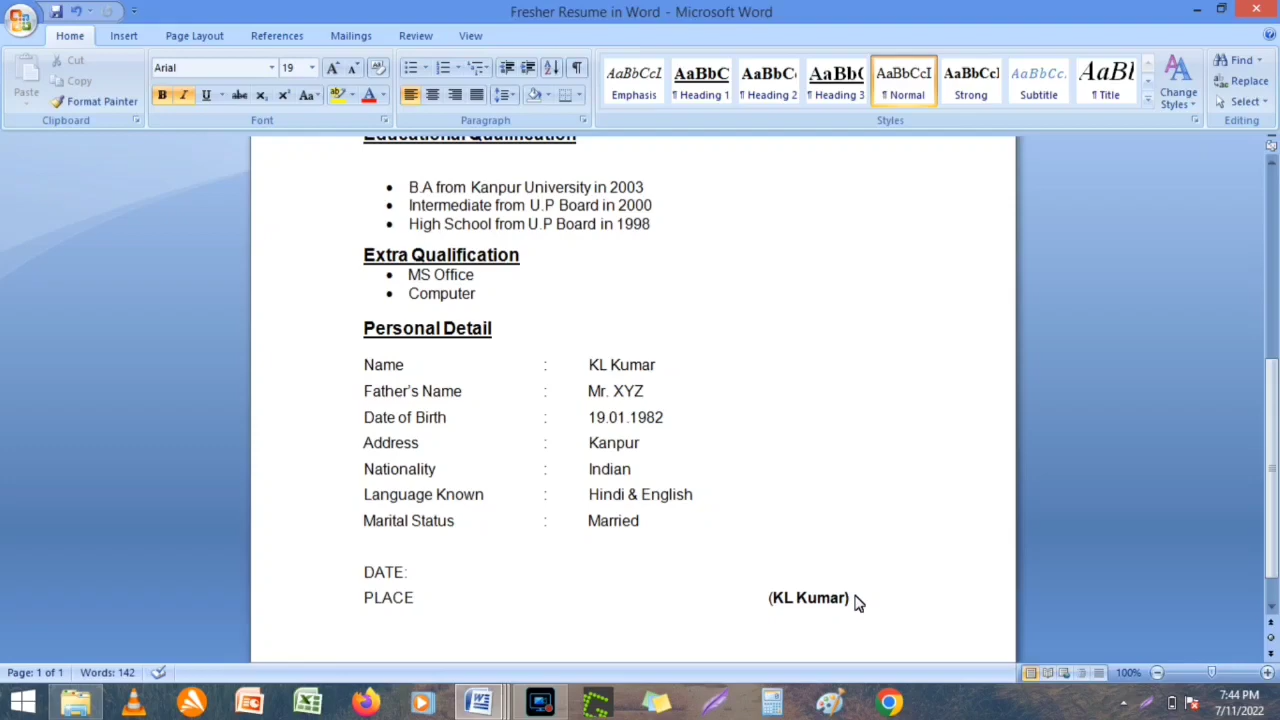 Fresher Resume in Word - Microsoft Word
Home Insert Page Layout References Mailings Review View
Paste
Cut
Copy
Format Painter
Clipboard
Arial 19
Font
Paragraph
AaBbCcI AaBbC AaBbC AaBb( AaBbCcI AaBbCcI AaBbCc. AaBl
Emphasis ¶ Heading 1 ¶ Heading 2 ¶ Heading 3 ¶ Normal Strong Subtitle ¶ Title
Styles
Change Styles
Find
Replace
Select
Editing
Educational Qualification
• B.A from Kanpur University in 2003
• Intermediate from U.P Board in 2000
• High School from U.P Board in 1998
Extra Qualification
• MS Office
• Computer
Personal Detail
Name : KL Kumar
Father's Name : Mr. XYZ
Date of Birth : 19.01.1982
Address : Kanpur
Nationality : Indian
Language Known : Hindi & English
Marital Status : Married
DATE:
PLACE (KL Kumar)
Page: 1 of 1 Words: 142 100%
7:44 PM
7/11/2022